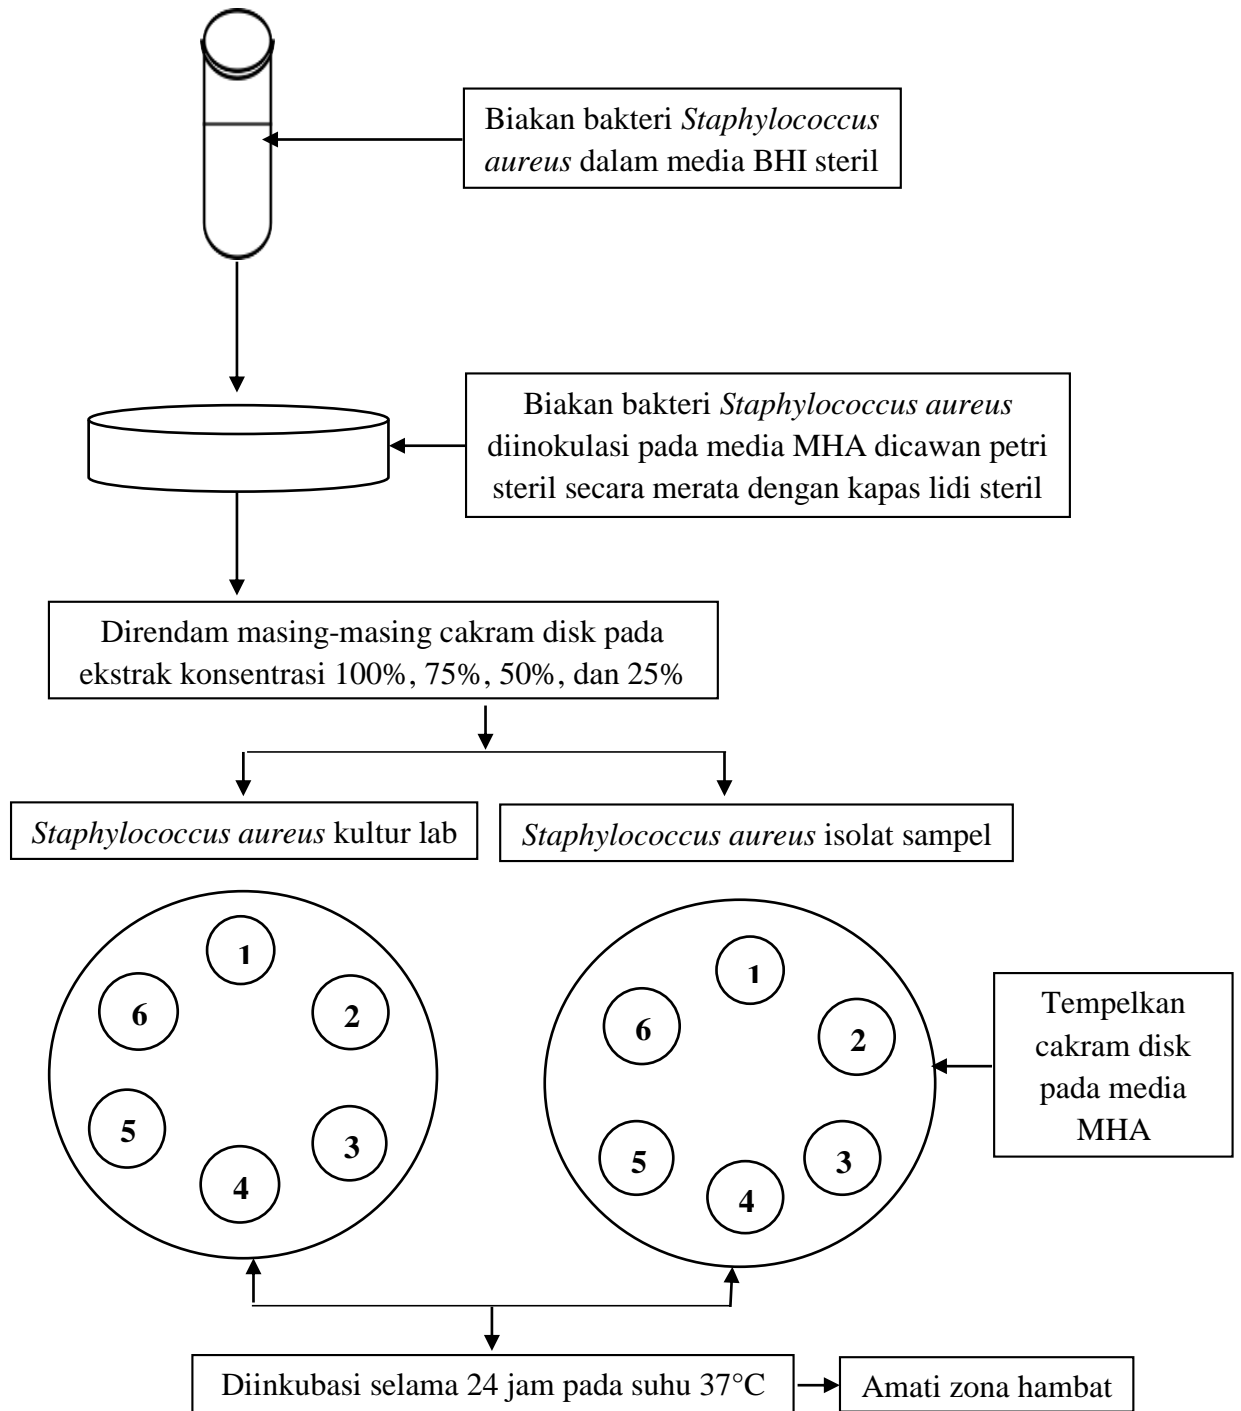 Biakan bakteri Staphylococcus
aureus dalam media BHI steril
Biakan bakteri Staphylococcus aureus
diinokulasi pada media MHA dicawan petri
steril secara merata dengan kapas lidi steril
Direndam masing-masing cakram disk pada
ekstrak konsentrasi 100%, 75%, 50%, dan 25%
Staphylococcus aureus kultur lab
Staphylococcus aureus isolat sampel
1
2
3
4
5
6
1
2
3
4
5
6
Tempelkan
cakram disk
pada media
MHA
Diinkubasi selama 24 jam pada suhu 37°C
Amati zona hambat